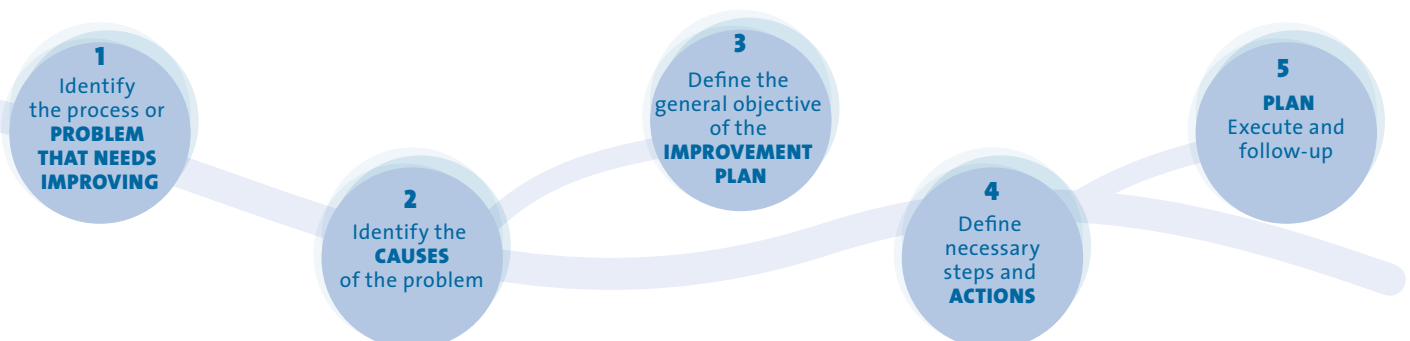 1
Identify
the process or
PROBLEM
THAT NEEDS
IMPROVING
2
Identify the
CAUSES
of the problem
3
Define the
general objective
of the
IMPROVEMENT
PLAN
4
Define
necessary
steps and
ACTIONS
5
PLAN
Execute and
follow-up